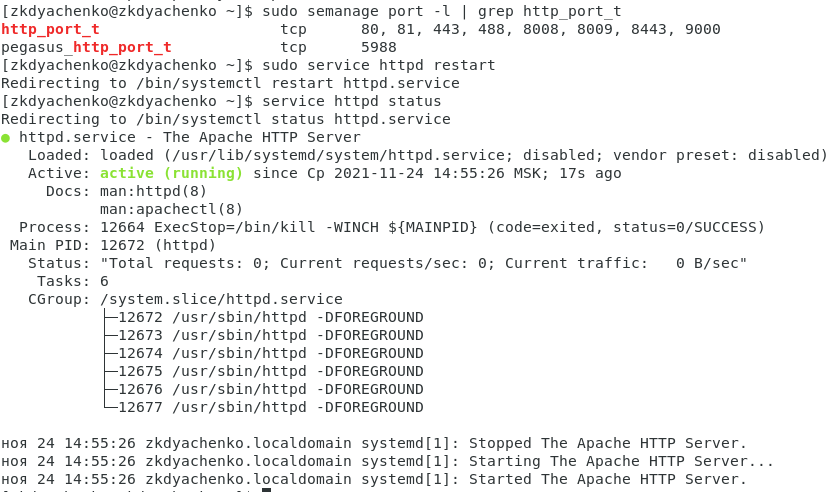 [zkdyachenko@zkdyachenko ~]$ sudo semanage port -l | grep http_port_t
http_port_t                    tcp      80, 81, 443, 488, 8008, 8009, 8443, 9000
pegasus_http_port_t            tcp      5988
[zkdyachenko@zkdyachenko ~]$ sudo service httpd restart
Redirecting to /bin/systemctl restart httpd.service
[zkdyachenko@zkdyachenko ~]$ service httpd status
Redirecting to /bin/systemctl status httpd.service
● httpd.service - The Apache HTTP Server
   Loaded: loaded (/usr/lib/systemd/system/httpd.service; disabled; vendor preset: disabled)
   Active: active (running) since Ср 2021-11-24 14:55:26 MSK; 17s ago
     Docs: man:httpd(8)
           man:apachectl(8)
  Process: 12664 ExecStop=/bin/kill -WINCH ${MAINPID} (code=exited, status=0/SUCCESS)
 Main PID: 12672 (httpd)
   Status: "Total requests: 0; Current requests/sec: 0; Current traffic:   0 B/sec"
    Tasks: 6
   CGroup: /system.slice/httpd.service
           ├─12672 /usr/sbin/httpd -DFOREGROUND
           ├─12673 /usr/sbin/httpd -DFOREGROUND
           ├─12674 /usr/sbin/httpd -DFOREGROUND
           ├─12675 /usr/sbin/httpd -DFOREGROUND
           ├─12676 /usr/sbin/httpd -DFOREGROUND
           └─12677 /usr/sbin/httpd -DFOREGROUND
ноя 24 14:55:26 zkdyachenko.localdomain systemd[1]: Stopped The Apache HTTP Server.
ноя 24 14:55:26 zkdyachenko.localdomain systemd[1]: Starting The Apache HTTP Server...
ноя 24 14:55:26 zkdyachenko.localdomain systemd[1]: Started The Apache HTTP Server.